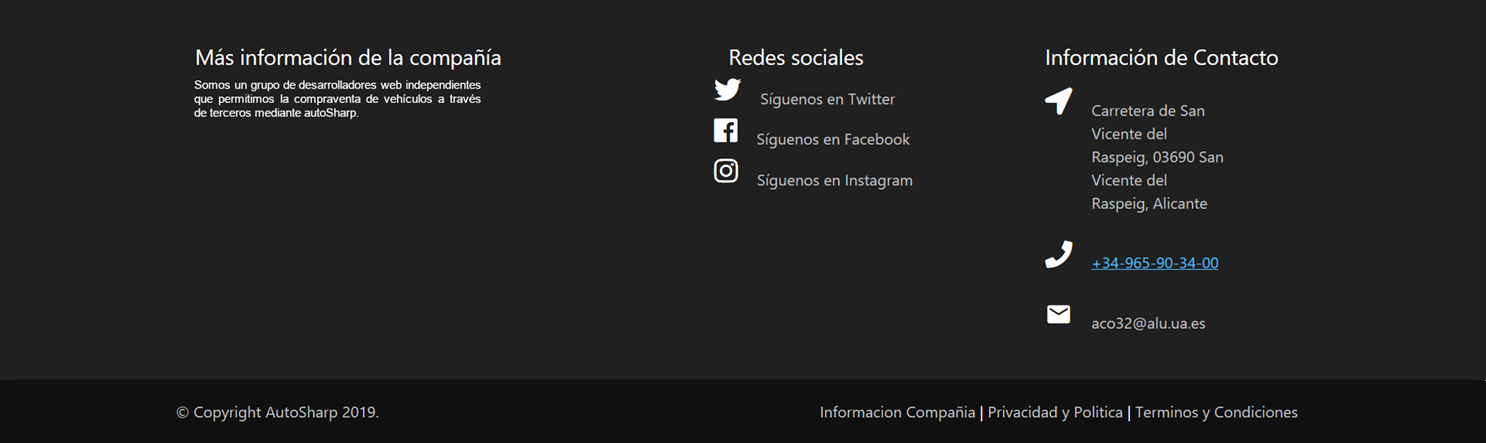 Más información de la compañía
Somos un grupo de desarrolladores web independientes
que permitimos la compraventa de vehículos a través
de terceros mediante autoSharp.
Redes sociales
Síguenos en Twitter
Síguenos en Facebook
Síguenos en Instagram
Información de Contacto
Carretera de San
Vicente del
Raspeig, 03690 San
Vicente del
Raspeig, Alicante
+34-965-90-34-00
aco32@alu.ua.es
© Copyright AutoSharp 2019.
Informacion Compañia | Privacidad y Politica | Terminos y Condiciones